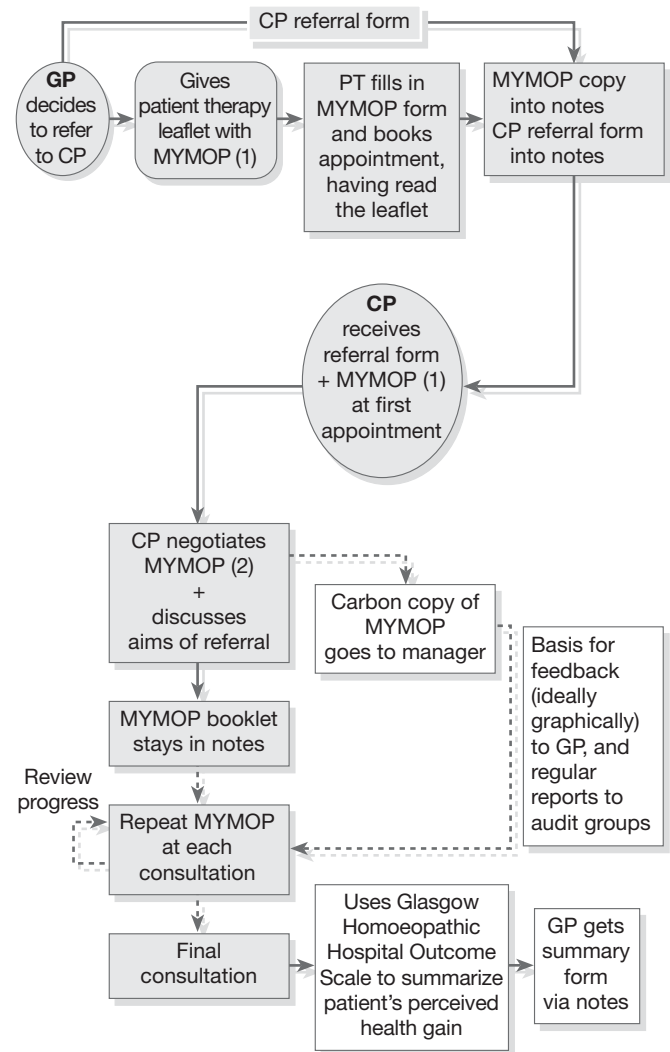 CP referral form
GP
decides
to refer
to CP
Gives
patient therapy
leaflet with
MYMOP (1)
PT fills in
MYMOP form
and books
appointment,
having read
the leaflet
MYMOP copy
into notes
CP referral form
into notes
CP
receives
referral form
+ MYMOP (1)
at first
appointment
CP negotiates
MYMOP (2)
+
discusses
aims of referral
Carbon copy of
MYMOP
goes to manager
Basis for
feedback
(ideally
graphically)
to GP, and
regular
reports to
audit groups
MYMOP booklet
stays in notes
Review
progress
Repeat MYMOP
at each
consultation
Final
consultation
Uses Glasgow
Homoeopathic
Hospital Outcome
Scale to summarize
patient's perceived
health gain
GP gets
summary
form
via notes